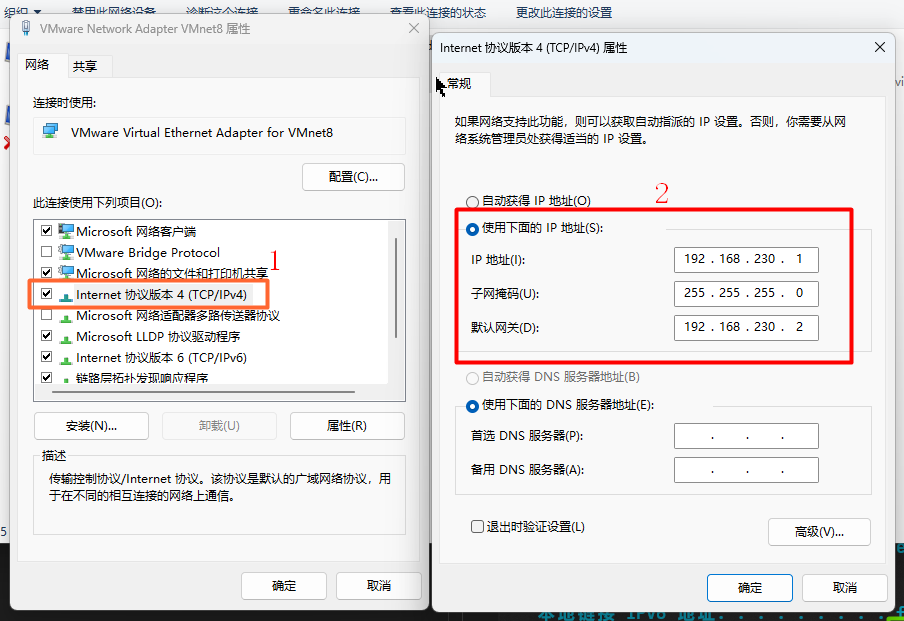 组织 禁用此网络设备 诊断这个连接 重命名此连接 查看此连接的状态 更改此连接的设置
VMware Network Adapter VMnet8 属性
网络 共享
连接时使用:
VMware Virtual Ethernet Adapter for VMnet8
配置(C)...
此连接使用下列项目(O):
Microsoft 网络客户端
VMware Bridge Protocol
Microsoft 网络的文件和打印机共享
1
Internet 协议版本 4 (TCP/IPv4)
Microsoft 网络适配器多路传送器协议
Microsoft LLDP 协议驱动程序
Internet 协议版本 6 (TCP/IPv6)
链路层拓扑发现响应程序
安装(N)... 卸载(U) 属性(R)
描述
传输控制协议/Internet 协议。该协议是默认的广域网络协议，用
于在不同的相互连接的网络上通信。
确定 取消
Internet 协议版本 4 (TCP/IPv4) 属性
常规
如果网络支持此功能，则可以获取自动指派的 IP 设置。否则，你需要从网
络系统管理员处获得适当的 IP 设置。
2
自动获得 IP 地址(O)
使用下面的 IP 地址(S):
IP 地址(I): 192 . 168 . 230 . 1
子网掩码(U): 255 . 255 . 255 . 0
默认网关(D): 192 . 168 . 230 . 2
自动获得 DNS 服务器地址(B)
使用下面的 DNS 服务器地址(E):
首选 DNS 服务器(P): . . .
备用 DNS 服务器(A): . . .
退出时验证设置(L)
高级(V)...
确定 取消
本地链接 IPv6 地址. . . . . . . .